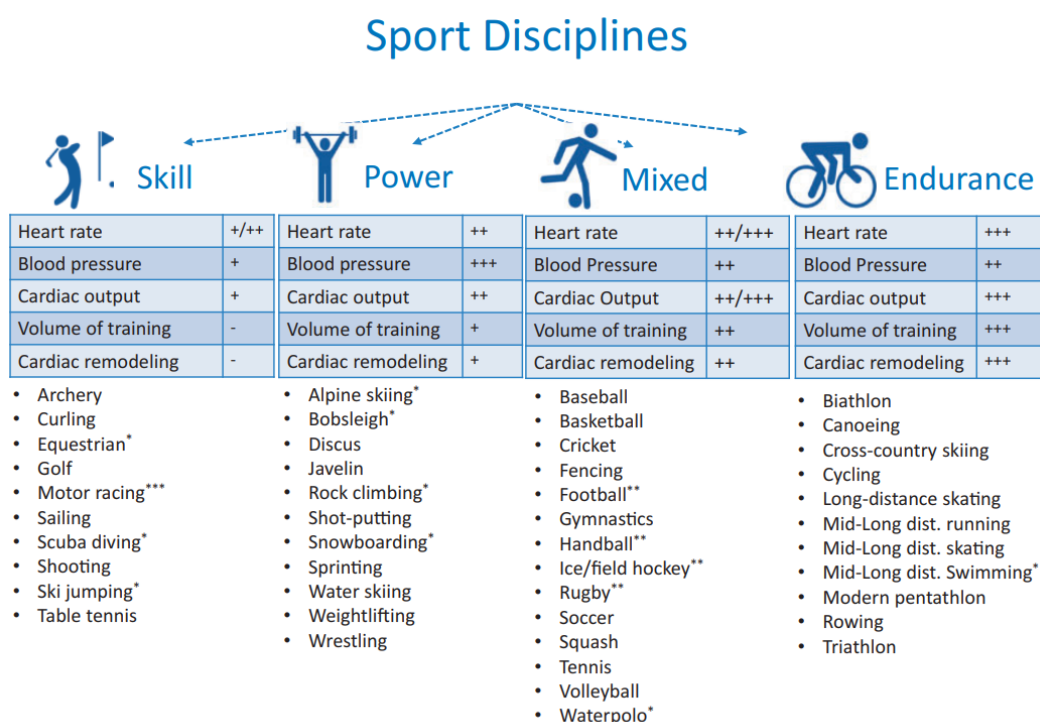 Sport Disciplines
Skill
Heart rate +/++
Blood pressure +
Cardiac output +
Volume of training -
Cardiac remodeling -
• Archery
• Curling
• Equestrian*
• Golf
• Motor racing***
• Sailing
• Scuba diving*
• Shooting
• Ski jumping*
• Table tennis
Power
Heart rate ++
Blood pressure +++
Cardiac output ++
Volume of training +
Cardiac remodeling +
• Alpine skiing*
• Bobsleigh*
• Discus
• Javelin
• Rock climbing*
• Shot-putting
• Snowboarding*
• Sprinting
• Water skiing
• Weightlifting
• Wrestling
Mixed
Heart rate ++/+++
Blood Pressure ++
Cardiac Output ++/+++
Volume of training ++
Cardiac remodeling ++
• Baseball
• Basketball
• Cricket
• Fencing
• Football**
• Gymnastics
• Handball**
• Ice/field hockey**
• Rugby**
• Soccer
• Squash
• Tennis
• Volleyball
• Waterpolo*
Endurance
Heart rate +++
Blood Pressure ++
Cardiac output +++
Volume of training +++
Cardiac remodeling +++
• Biathlon
• Canoeing
• Cross-country skiing
• Cycling
• Long-distance skating
• Mid-Long dist. running
• Mid-Long dist. skating
• Mid-Long dist. Swimming*
• Modern pentathlon
• Rowing
• Triathlon